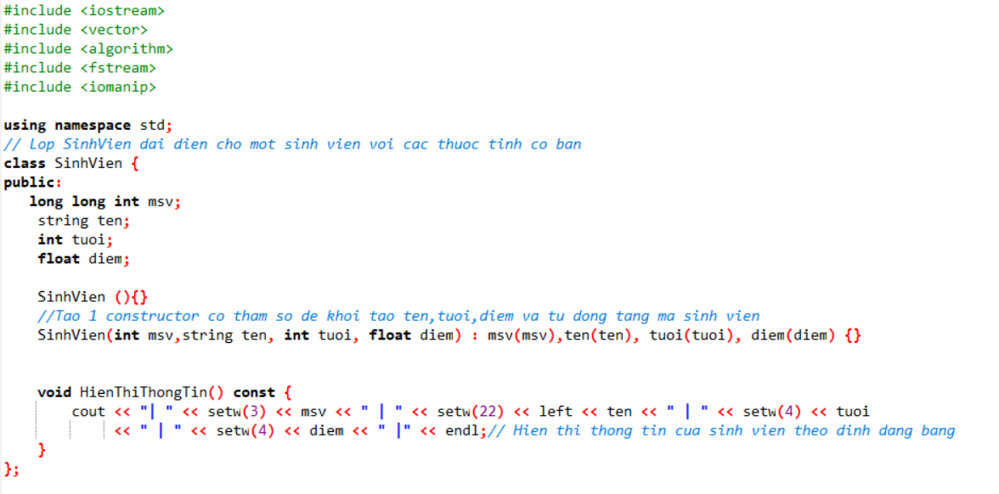 #include <iostream>
#include <vector>
#include <algorithm>
#include <fstream>
#include <iomanip>
using namespace std;
// Lop SinhVien dai dien cho mot sinh vien voi cac thuoc tinh co ban
class SinhVien {
public:
long long int msv;
string ten;
int tuoi;
float diem;
SinhVien (){}
//Tao 1 constructor co tham so de khoi tao ten,tuoi,diem va tu dong tang ma sinh vien
SinhVien(int msv,string ten, int tuoi, float diem) : msv(msv),ten(ten), tuoi(tuoi), diem(diem) {}
void HienThiThongTin() const {
cout << "| " << setw(3) << msv << " | " << setw(22) << left << ten << " | " << setw(4) << tuoi
<< " | " << setw(4) << diem << " |" << endl;// Hien thi thong tin cua sinh vien theo dinh dang bang
}
};